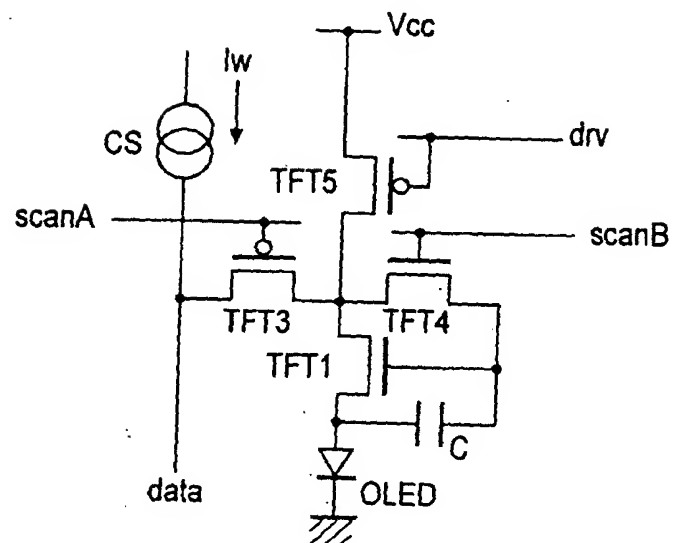 Vcc
Iw
CS
drv
TFT5
scanA
scanB
TFT3
TFT4
TFT1
C
data
OLED